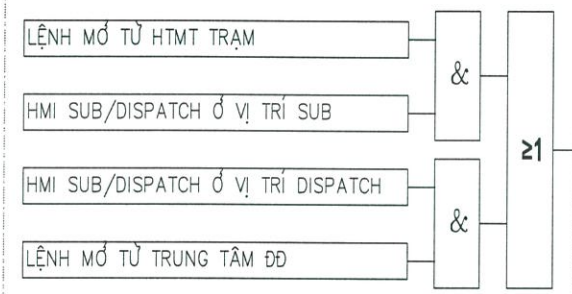 LỆNH MỞ TỪ HTMT TRẠM
&
HMI SUB/DISPATCH Ở VỊ TRÍ SUB
≥1
HMI SUB/DISPATCH Ở VỊ TRÍ DISPATCH
&
LỆNH MỞ TỪ TRUNG TÂM ĐĐ